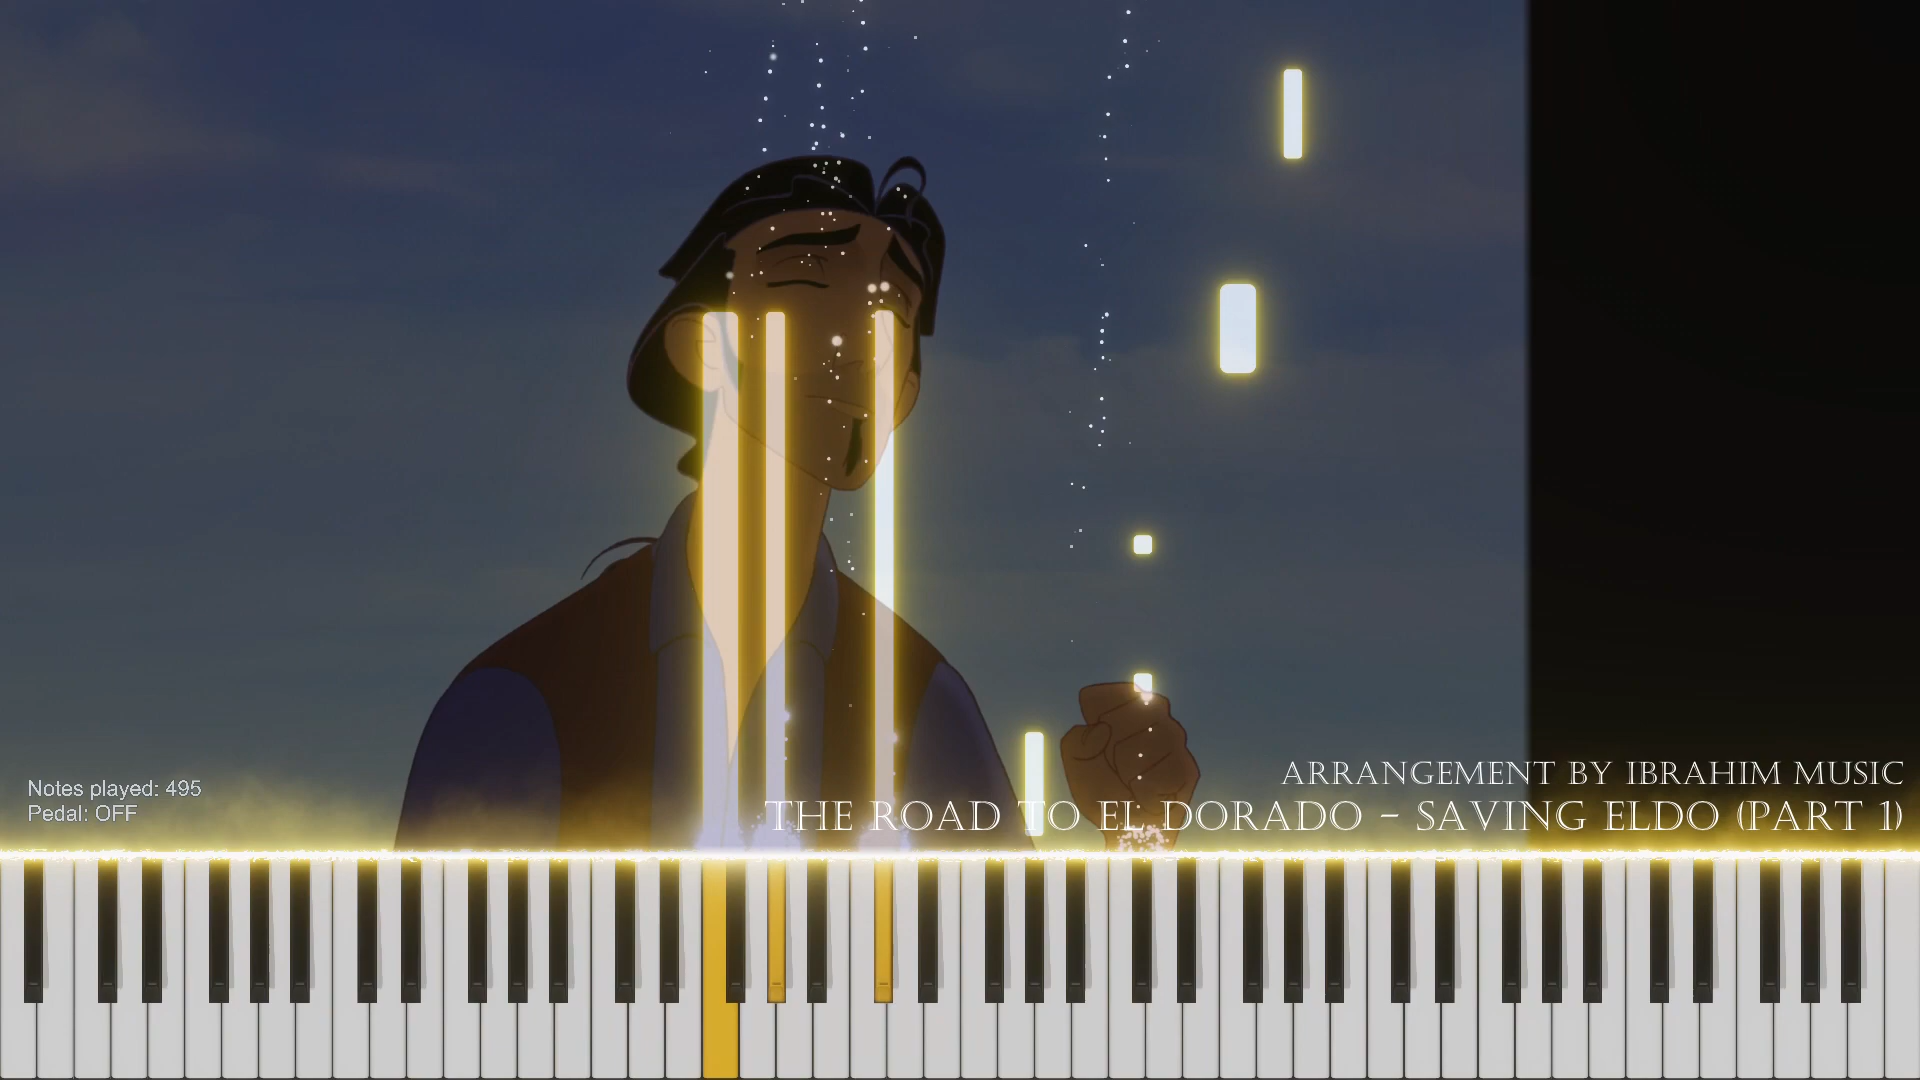 ARRANGEMENT BY IBRAHIM MUSIC
Notes played: 495
Pedal: OFF
THE ROAD TO EL DORADO - SAVING ELDO (PART 1)